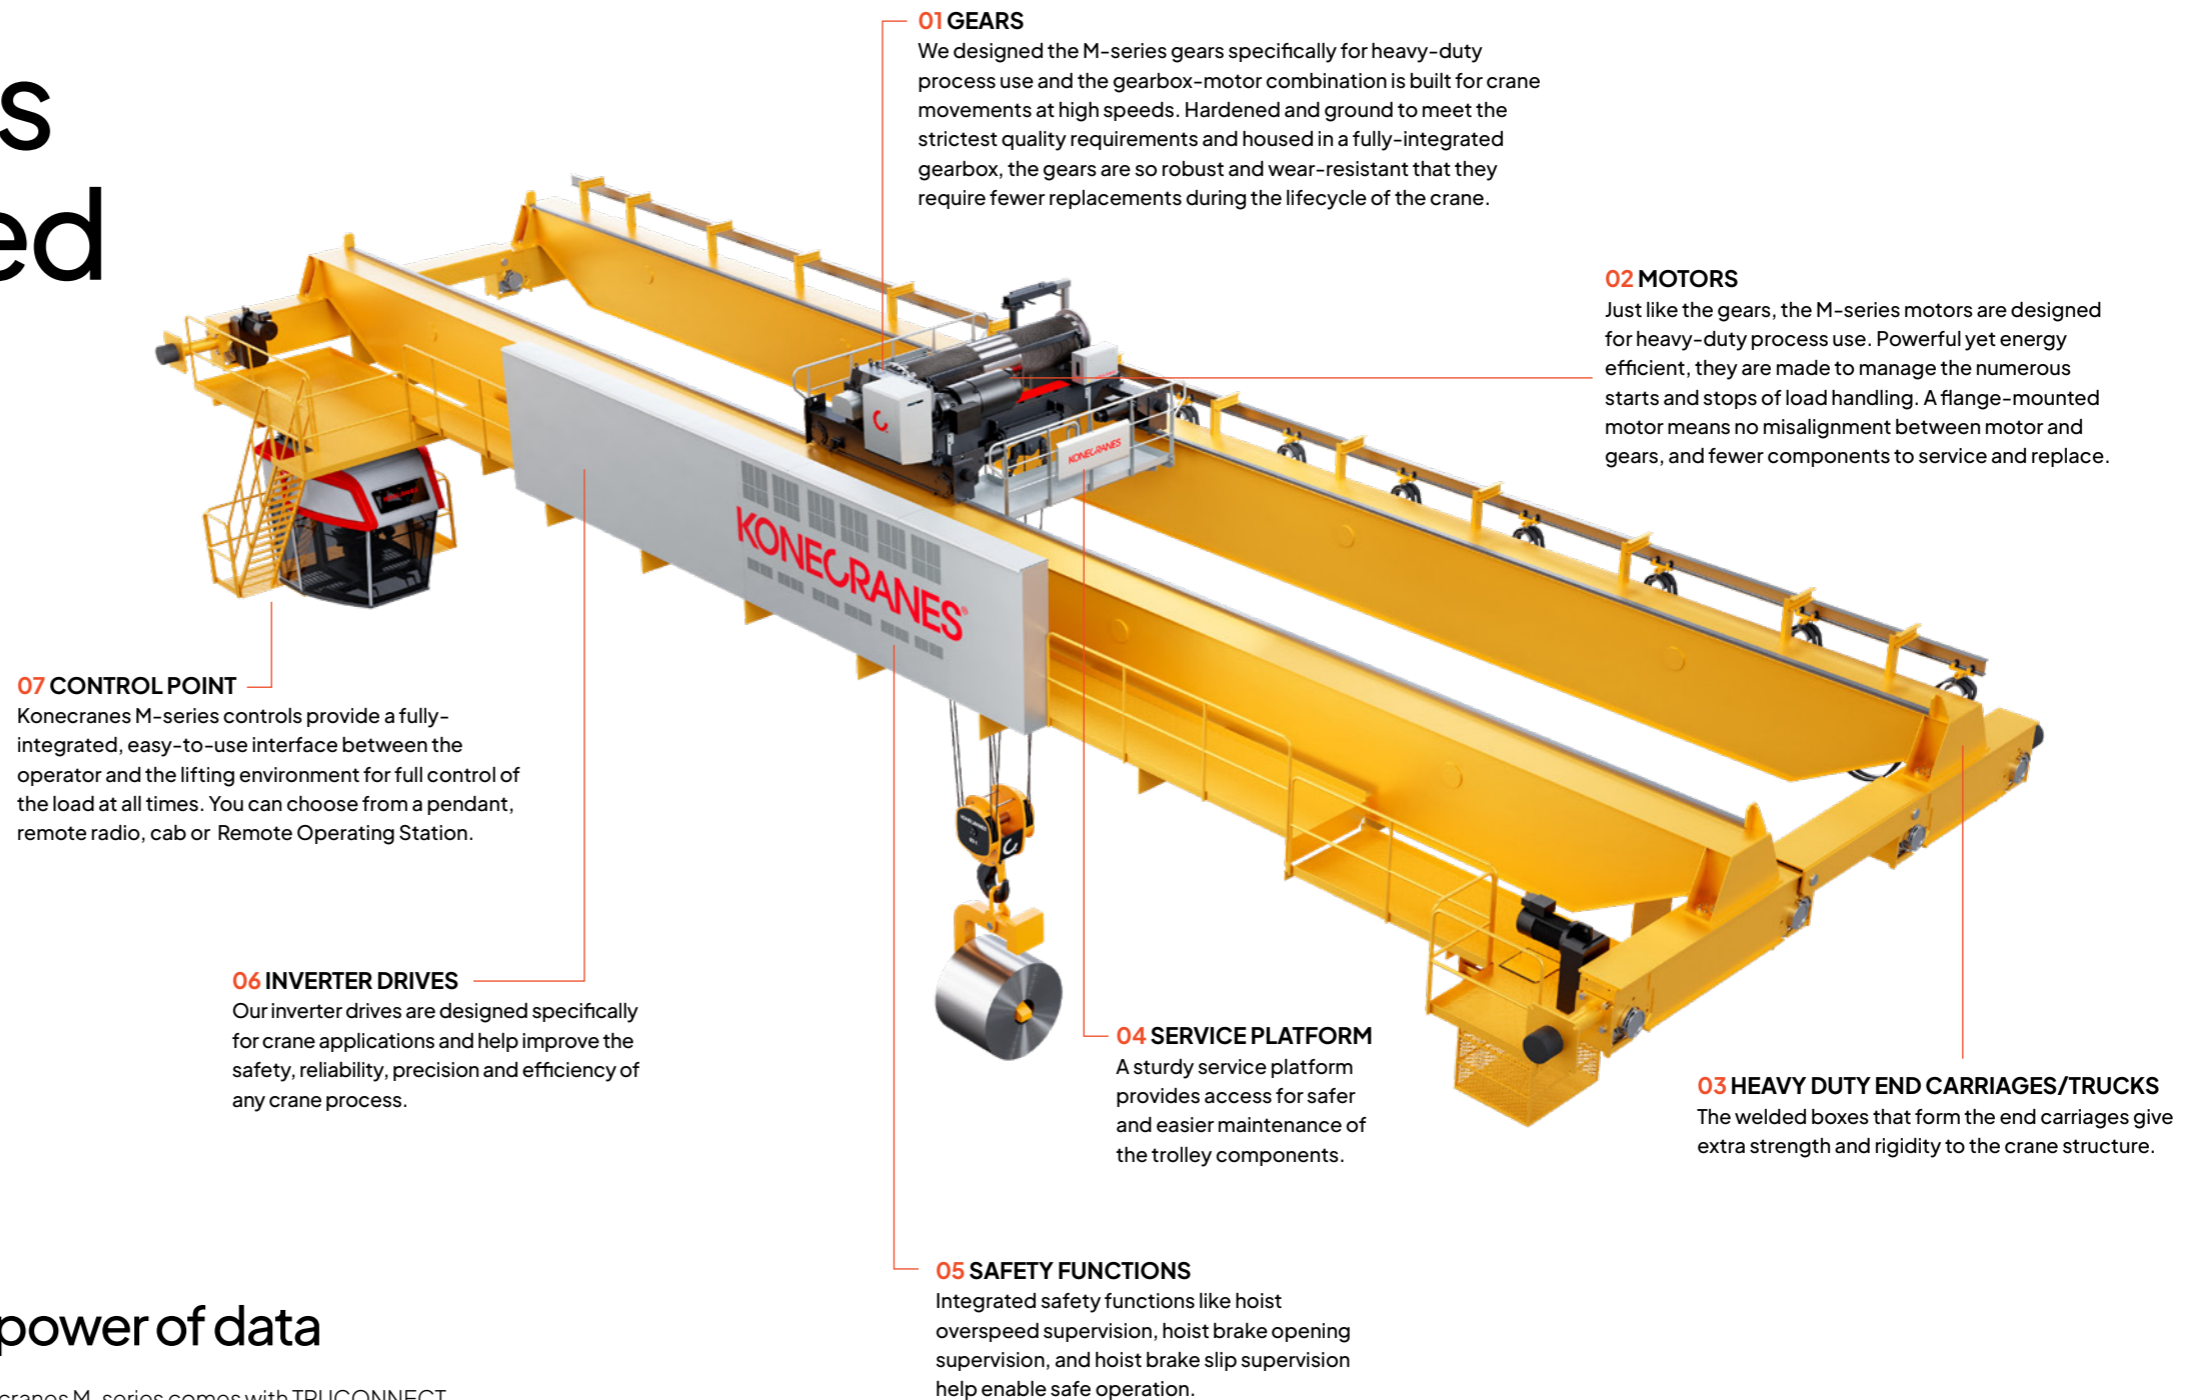 s
ed
01 GEARS
We designed the M-series gears specifically for heavy-duty
process use and the gearbox-motor combination is built for crane
movements at high speeds. Hardened and ground to meet the
strictest quality requirements and housed in a fully-integrated
gearbox, the gears are so robust and wear-resistant that they
require fewer replacements during the lifecycle of the crane.
02 MOTORS
Just like the gears, the M-series motors are designed
for heavy-duty process use. Powerful yet energy
efficient, they are made to manage the numerous
starts and stops of load handling. A flange-mounted
motor means no misalignment between motor and
gears, and fewer components to service and replace.
KONECRANES
KONECRANES®
07 CONTROL POINT
Konecranes M-series controls provide a fully-
integrated, easy-to-use interface between the
operator and the lifting environment for full control of
the load at all times. You can choose from a pendant,
remote radio, cab or Remote Operating Station.
06 INVERTER DRIVES
Our inverter drives are designed specifically
for crane applications and help improve the
safety, reliability, precision and efficiency of
any crane process.
04 SERVICE PLATFORM
A sturdy service platform
provides access for safer
and easier maintenance of
the trolley components.
03 HEAVY DUTY END CARRIAGES/TRUCKS
The welded boxes that form the end carriages give
extra strength and rigidity to the crane structure.
05 SAFETY FUNCTIONS
Integrated safety functions like hoist
overspeed supervision, hoist brake opening
supervision, and hoist brake slip supervision
help enable safe operation.
power of data
cranes M-series comes with TRUCONNECT